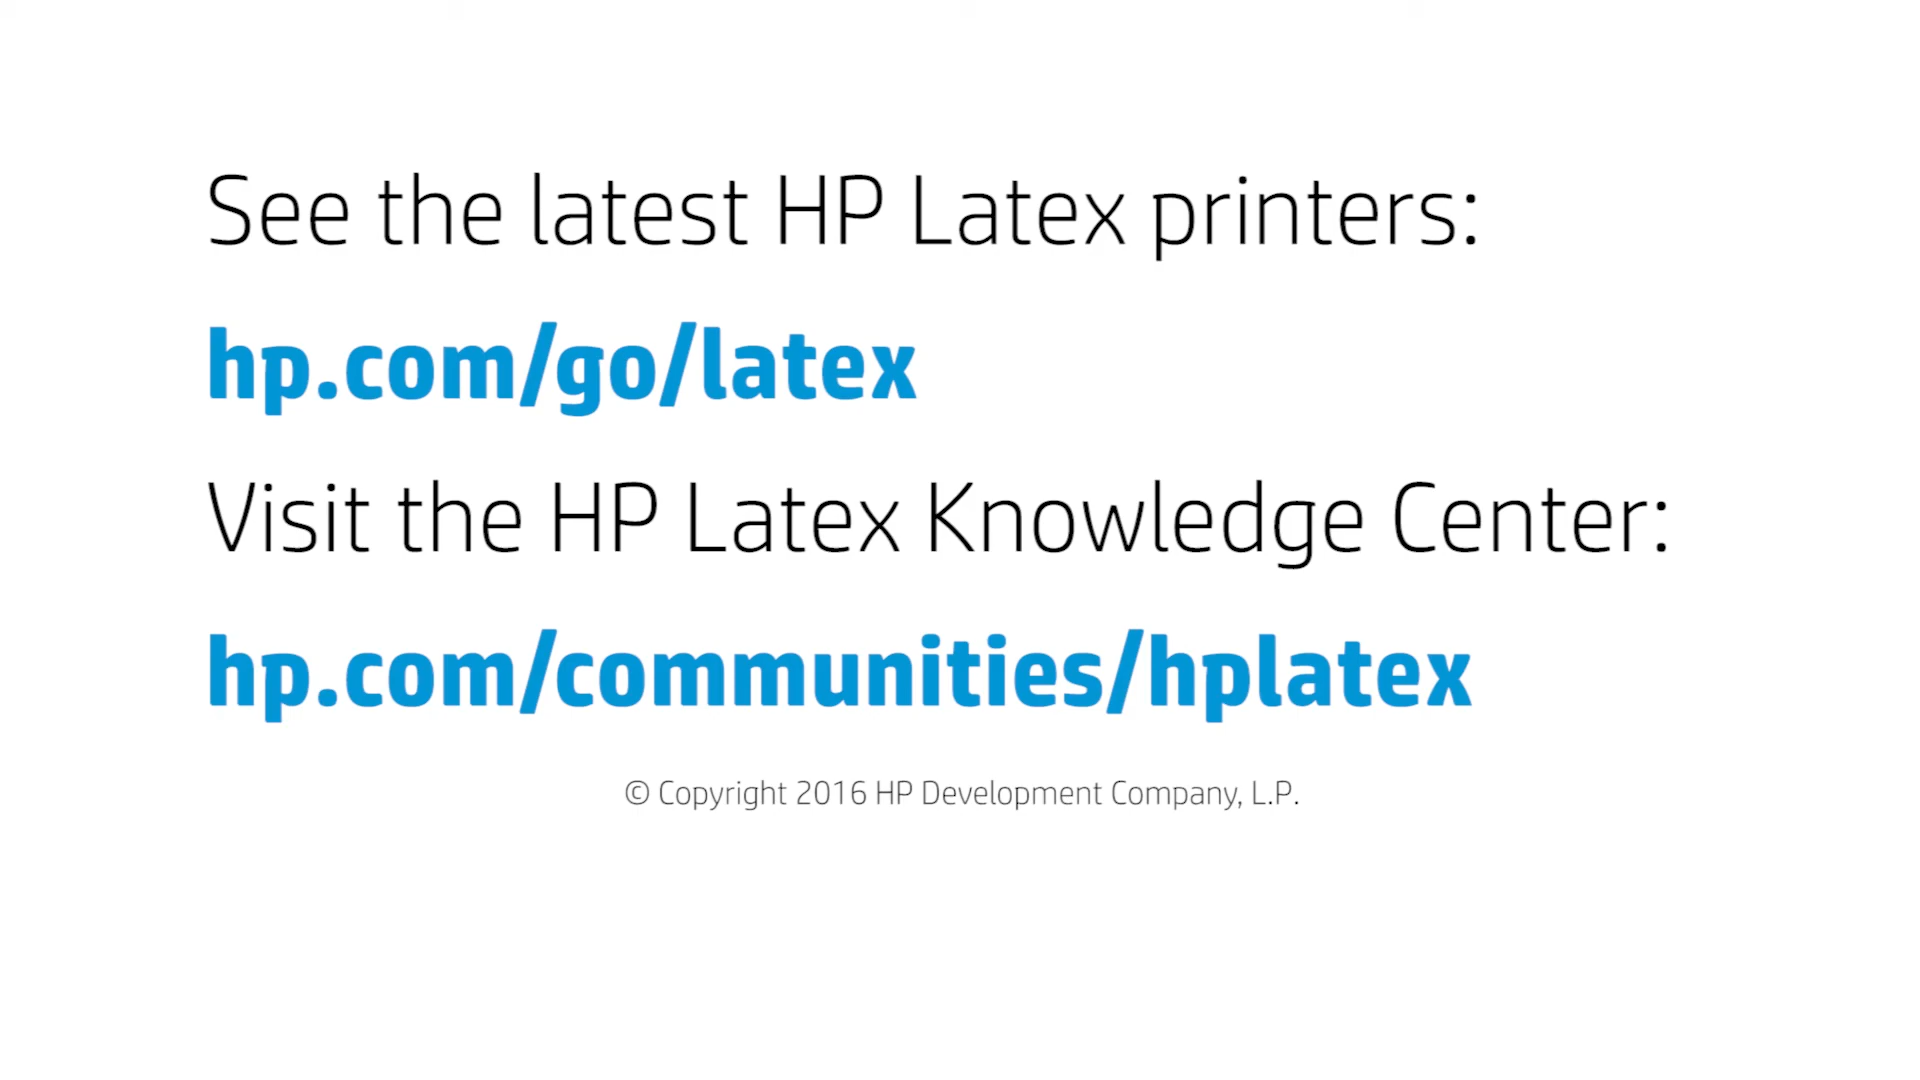 See the latest HP Latex printers:
hp.com/go/latex
Visit the HP Latex Knowledge Center:
hp.com/communities/hplatex
© Copyright 2016 HP Development Company, L.P.